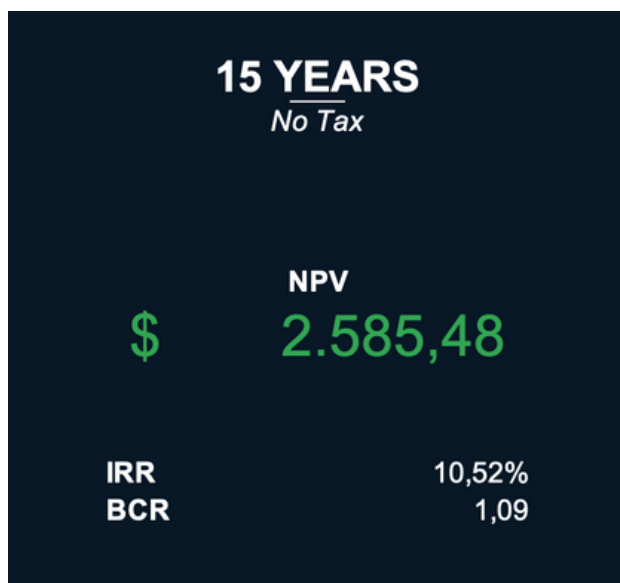 15 YEARS
No Tax
NPV
$ 2.585,48
IRR 10,52%
BCR 1,09